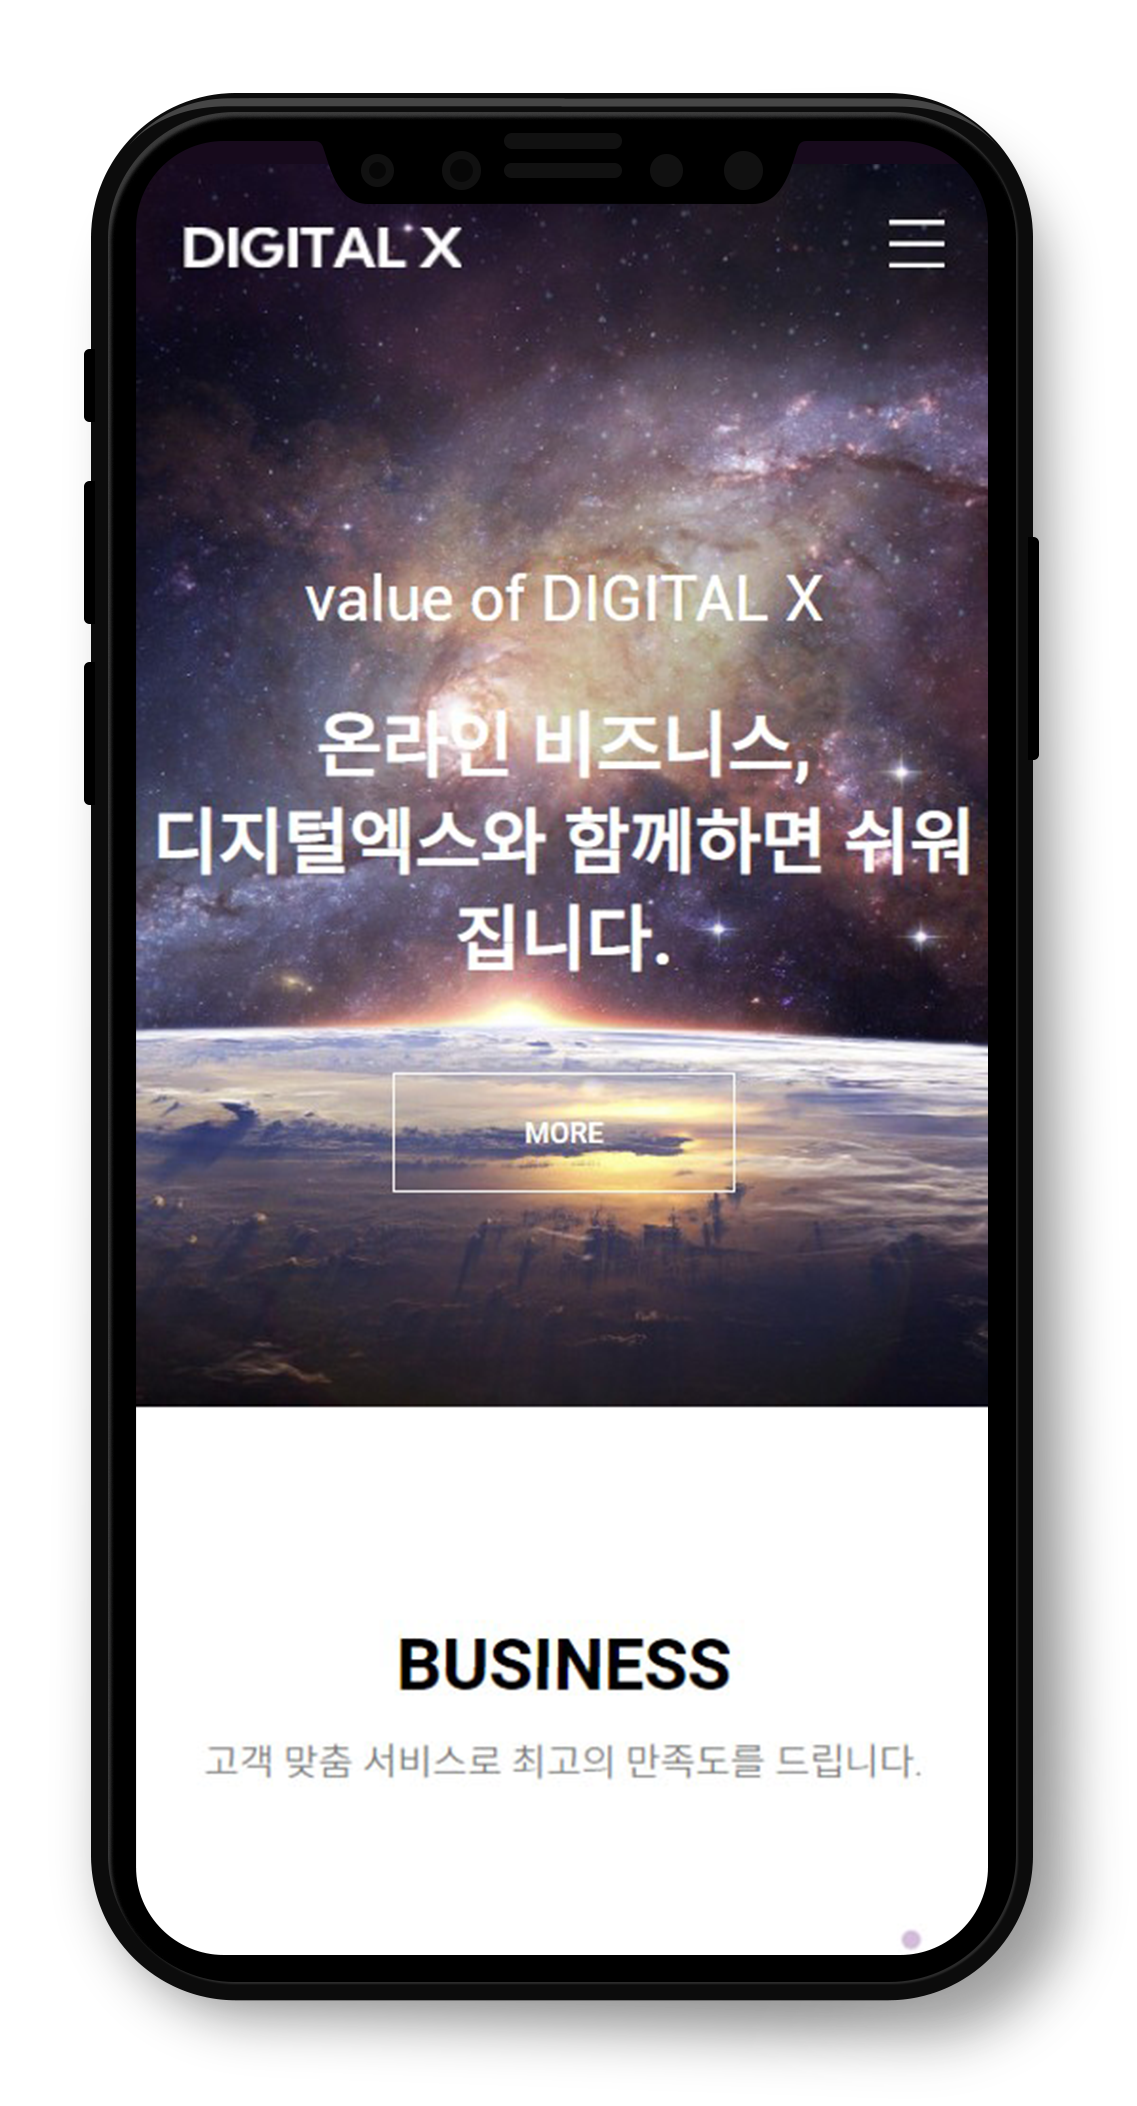 DIGITAL X
value of DIGITAL X
온라인 비즈니스,
디지털엑스와 함께하면 쉬워
집니다.
MORE
BUSINESS
고객 맞춤 서비스로 최고의 만족도를 드립니다.